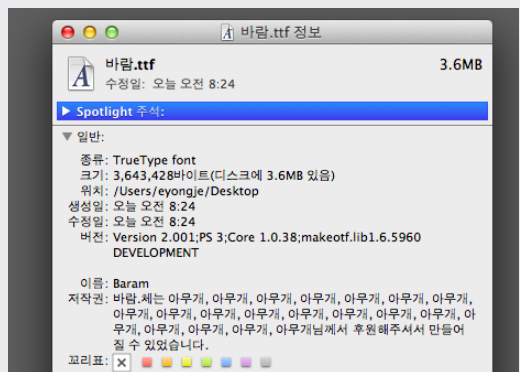 바람.ttf 정보
바람.ttf 3.6MB
수정일: 오늘 오전 8:24
Spotlight 주석:
일반:
종류: TrueType font
크기: 3,643,428바이트(디스크에 3.6MB 있음)
위치: /Users/eyongje/Desktop
생성일: 오늘 오전 8:24
수정일: 오늘 오전 8:24
버전: Version 2.001;PS 3;Core 1.0.38;makeotf.lib1.6.5960
DEVELOPMENT
이름: Baram
저작권: 바람.체는 아무개, 아무개, 아무개, 아무개, 아무개, 아무개, 아무개,
아무개, 아무개, 아무개, 아무개, 아무개, 아무개, 아무개, 아
무개, 아무개, 아무개, 아무개, 아무개님께서 후원해주셔서 만들어
질 수 있었습니다.
꼬리표: